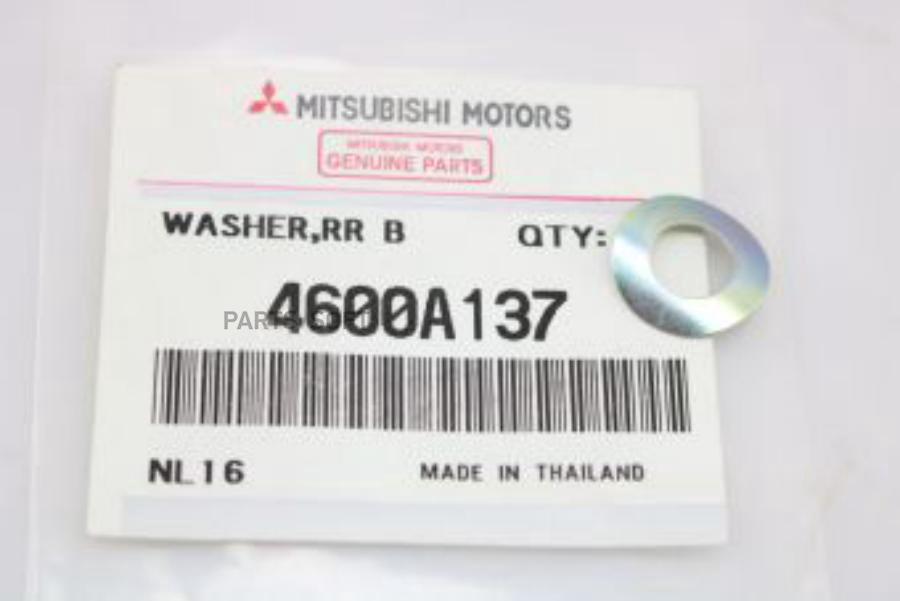 MITSUBISHI MOTORS
MITSUBISHI MOTORS
GENUINE PARTS
WASHER,RR B QTY:
4600A137
NL16 MADE IN THAILAND